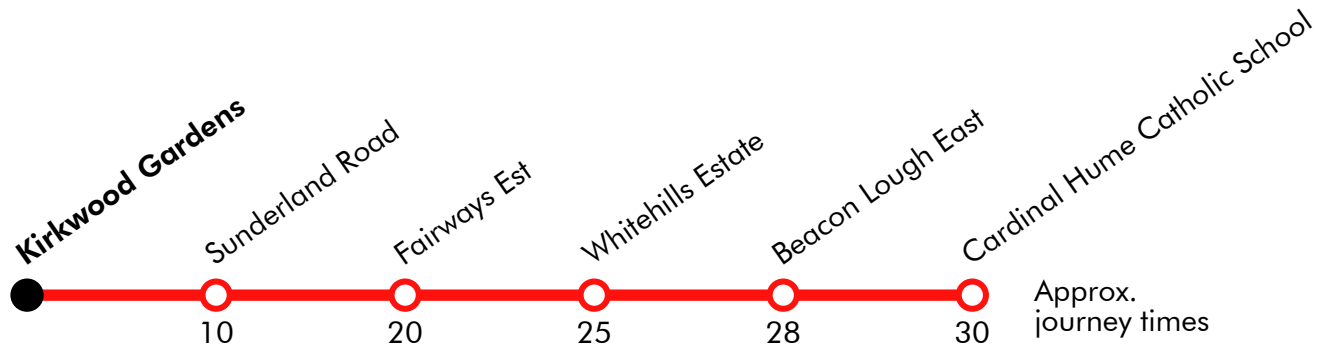 Kirkwood Gardens
Sunderland Road
Fairways Est
Whitehills Estate
Beacon Lough East
Cardinal Hume Catholic School
10
20
25
28
30
Approx.
journey times